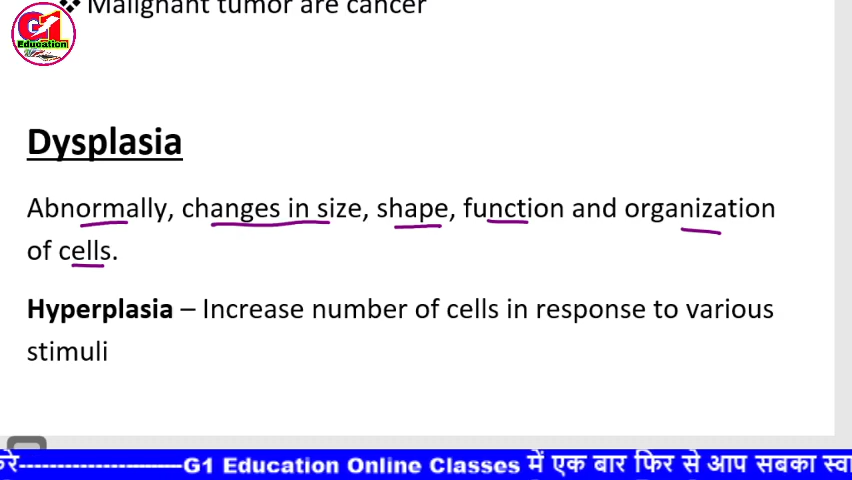 ❖ Malignant tumor are cancer
G1
Education
Dysplasia
Abnormally, changes in size, shape, function and organization
of cells.
Hyperplasia – Increase number of cells in response to various
stimuli
करे-----------------------G1 Education Online Classes में एक बार फिर से आप सबका स्वा